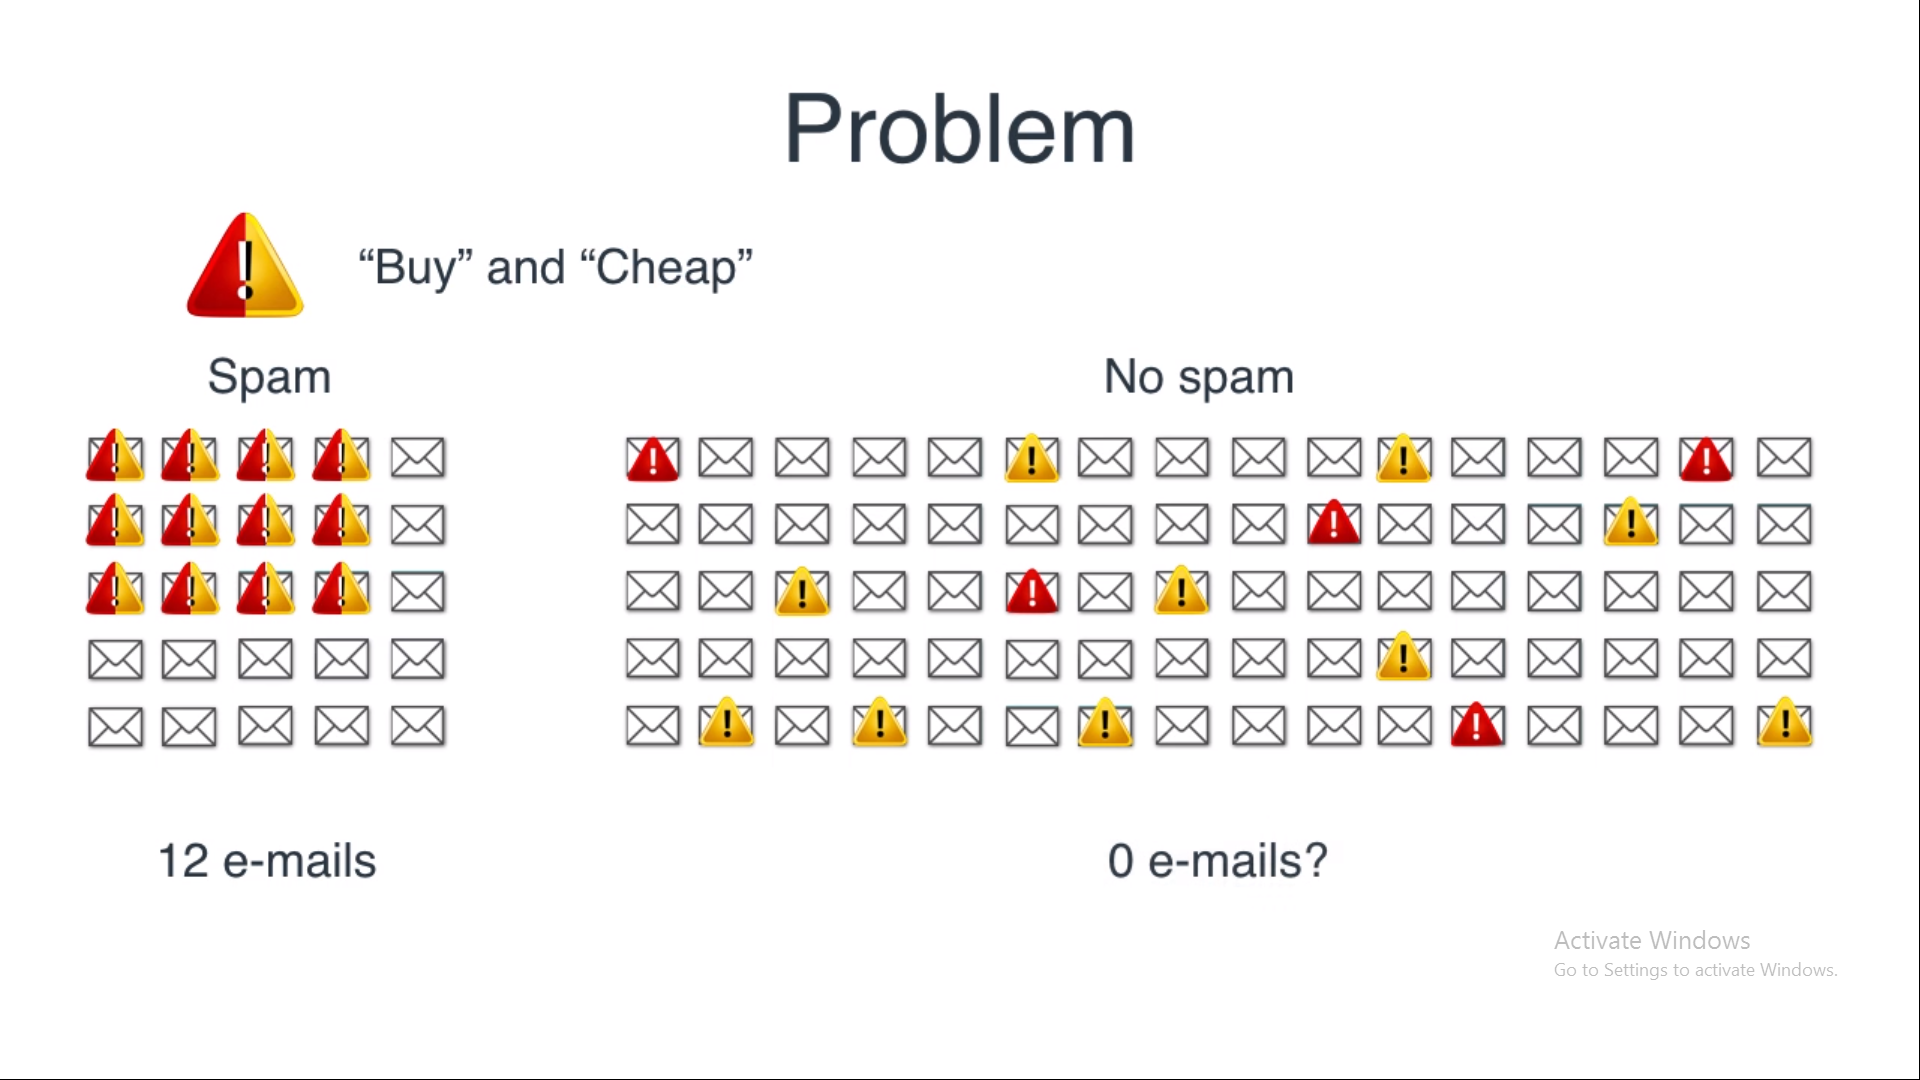 Problem
“Buy” and “Cheap”
Spam
No spam
12 e-mails
0 e-mails?
Activate Windows
Go to Settings to activate Windows.